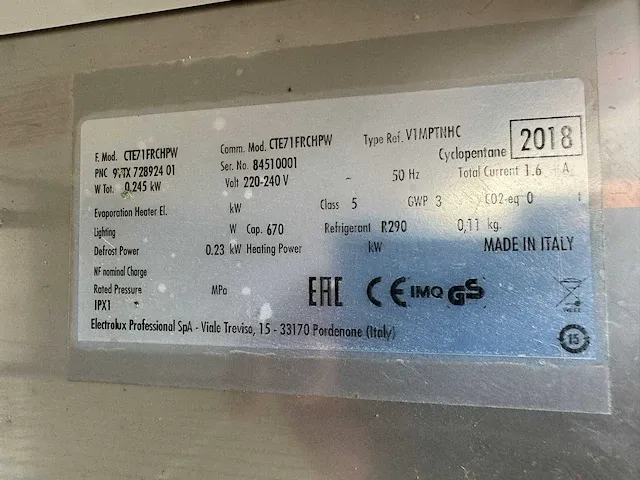 F. Mod. CTE71FRCHPW Comm. Mod. CTE71FRCHPW Type Ref. V1MPTNHC 2018
PNC 9VTX 728924 01 Ser. No. 84510001 Cyclopentane
W Tot. 0,245 kW Volt 220-240 V ~ 50 Hz Total Current 1.6 A
Evaporation Heater El. kW Class 5 GWP 3 CO2-eq 0 t
Lighting W Cap. 670 Refrigerant R290 0,11 kg.
Defrost Power 0.23 kW Heating Power kW MADE IN ITALY
NF nominal Charge
Rated Pressure MPa EAC CE IMQ GS
IPX1
Electrolux Professional SpA - Viale Treviso, 15 - 33170 Pordenone (Italy)
15